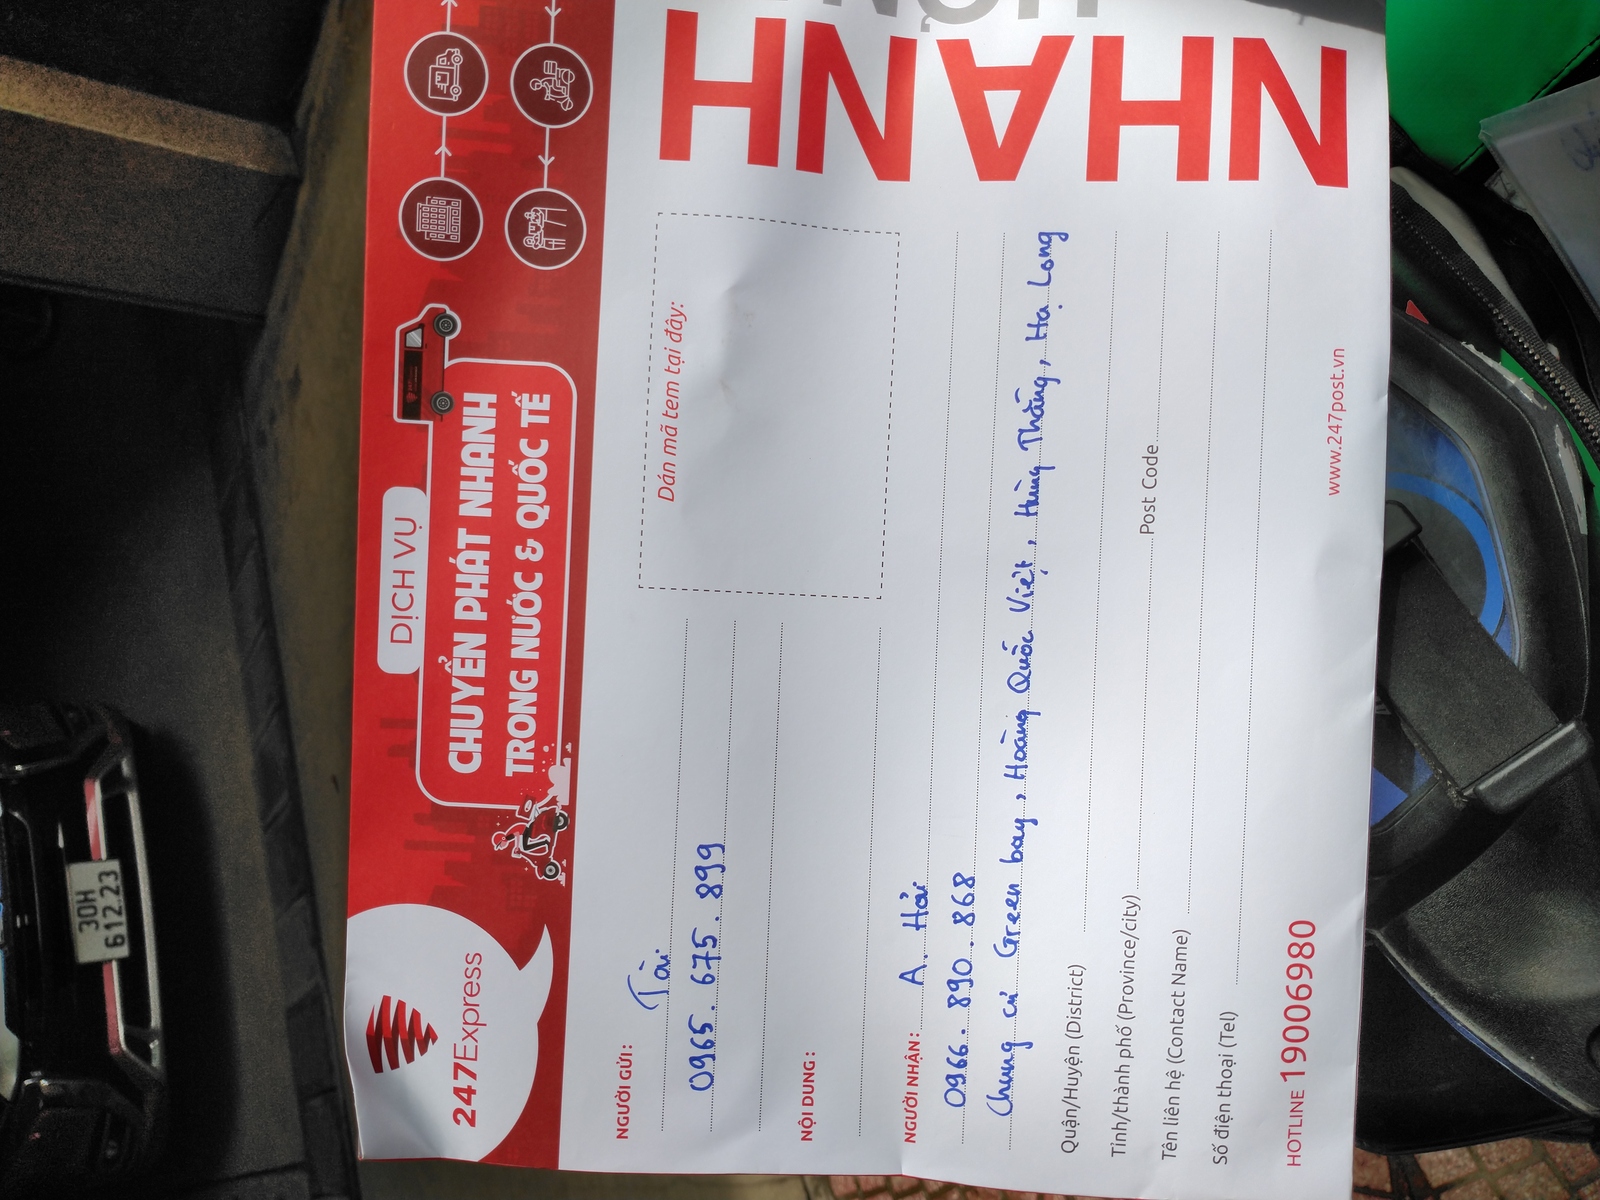 247Express
DỊCH VỤ
CHUYỂN PHÁT NHANH
TRONG NƯỚC & QUỐC TẾ
NGƯỜI GỬI: Tài
0965.675.899
Dán mã tem tại đây:
NỘI DUNG:
NGƯỜI NHẬN: A. Hải
0966.890.868
Chung cư Green bay, Hoàng Quốc Việt, Hùng Thắng, Hạ Long
Quận/Huyện (District)
Tỉnh/thành phố (Province/city) Post Code
Tên liên hệ (Contact Name)
Số điện thoại (Tel)
HOTLINE 19006980
www.247post.vn
NHANH
30H
612.23